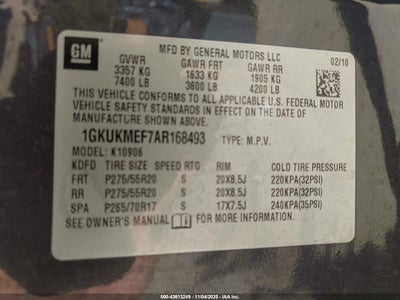 GM
MFD BY GENERAL MOTORS LLC
02/10
GVWR GAWR FRT GAWR RR
3357 KG 1633 KG 1905 KG
7400 LB 3600 LB 4200 LB
THIS VEHICLE CONFORMS TO ALL APPLICABLE U.S. FEDERAL MOTOR
VEHICLE SAFETY STANDARDS IN EFFECT ON THE DATE OF
MANUFACTURE SHOWN ABOVE.
1GKUKMEF7AR168493 TYPE: M.P.V.
MODEL: K10906
KDFD TIRE SIZE SPEED RTG RIM COLD TIRE PRESSURE
FRT P275/55R20 S 20X8.5J 220KPA(32PSI)
RR P275/55R20 S 20X8.5J 220KPA(32PSI)
SPA P265/70R17 S 17X7.5J 240KPA(35PSI)
SEE OWNER'S MANUAL FOR MORE INFORMATION.
000-43613249 - 11/04/2025 - IAAI.com